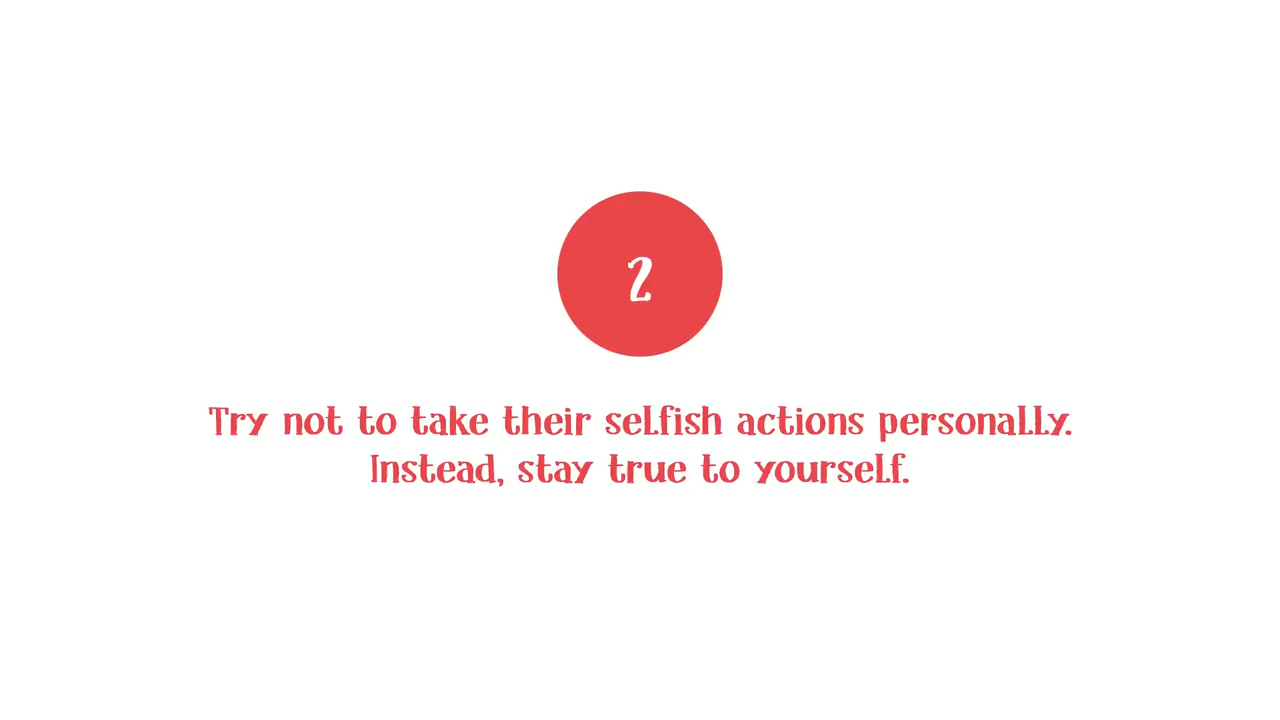 2
Try not to take their selfish actions personally.
Instead, stay true to yourself.